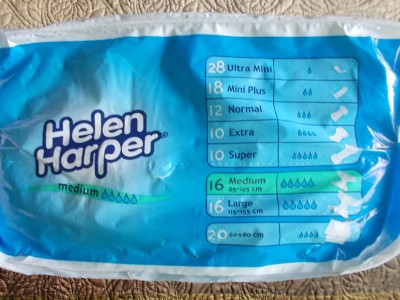 Helen
Harper®
medium
28 Ultra Mini
18 Mini Plus
12 Normal
10 Extra
10 Super
16 Medium
85-125 cm
16 Large
115-155 cm
20 60x60 cm